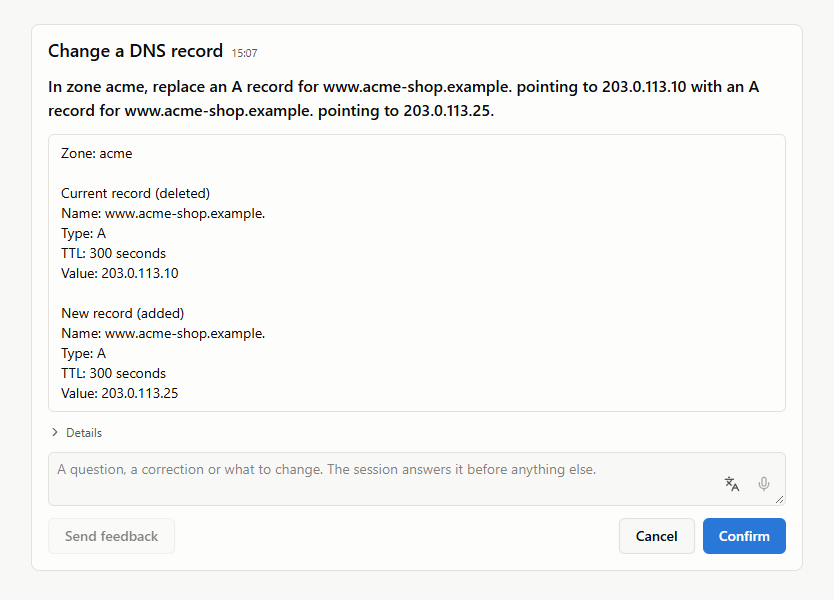 Change a DNS record 15:07
In zone acme, replace an A record for www.acme-shop.example. pointing to 203.0.113.10 with an A
record for www.acme-shop.example. pointing to 203.0.113.25.
Zone: acme
Current record (deleted)
Name: www.acme-shop.example.
Type: A
TTL: 300 seconds
Value: 203.0.113.10
New record (added)
Name: www.acme-shop.example.
Type: A
TTL: 300 seconds
Value: 203.0.113.25
Details
A question, a correction or what to change. The session answers it before anything else.
Send feedback
Cancel
Confirm